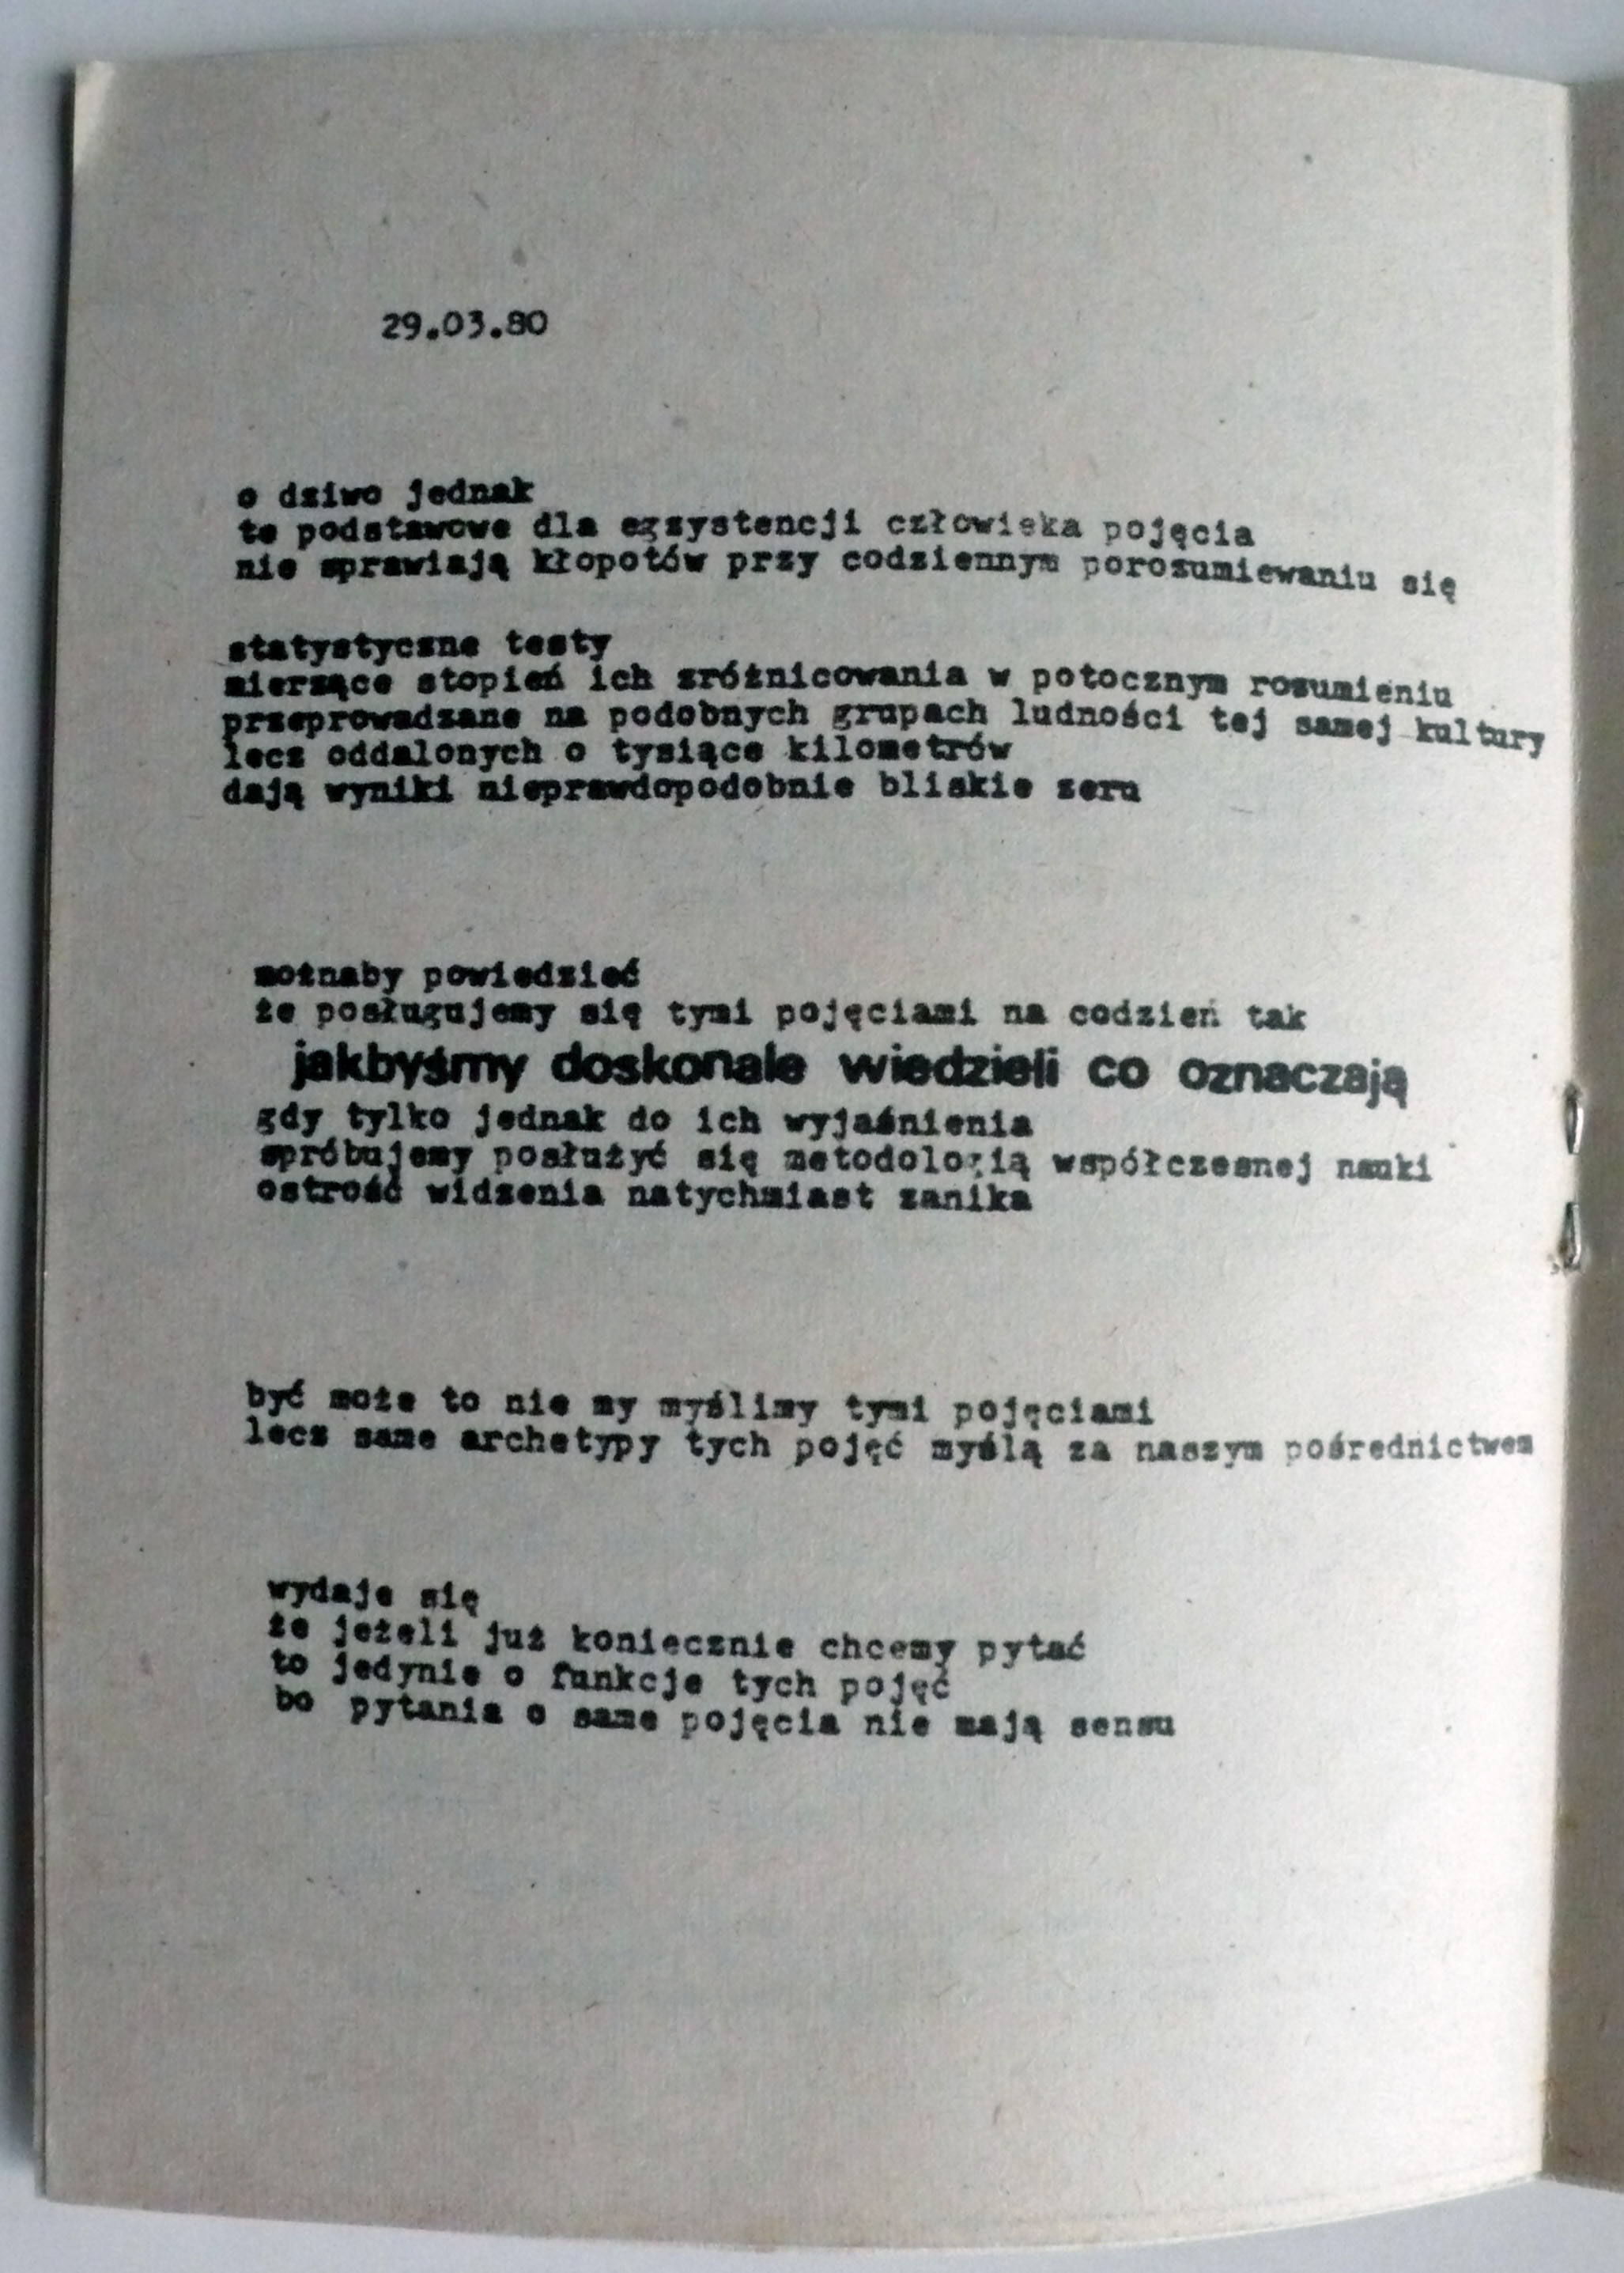 29.03.80
o dziwo jednak
te podstawowe dla egzystencji człowieka pojęcia
nie sprawiają kłopotów przy codziennym porozumiewaniu się
statystyczne testy
mierzące stopień ich zróżnicowania w potocznym rozumieniu
przeprowadzane na podobnych grupach ludności tej samej kultury
lecz oddalonych o tysiące kilometrów
dają wyniki nieprawdopodobnie bliskie zeru
możnaby powiedzieć
że posługujemy się tymi pojęciami na codzień tak
jakbyśmy doskonale wiedzieli co oznaczają
gdy tylko jednak do ich wyjaśnienia
spróbujemy posłużyć się metodologią współczesnej nauki
ostrość widzenia natychmiast zanika
być może to nie my myślimy tymi pojęciami
lecz same archetypy tych pojęć myślą za naszym pośrednictwem
wydaje się
że jeżeli już koniecznie chcemy pytać
to jedynie o funkcje tych pojęć
bo pytania o same pojęcia nie mają sensu